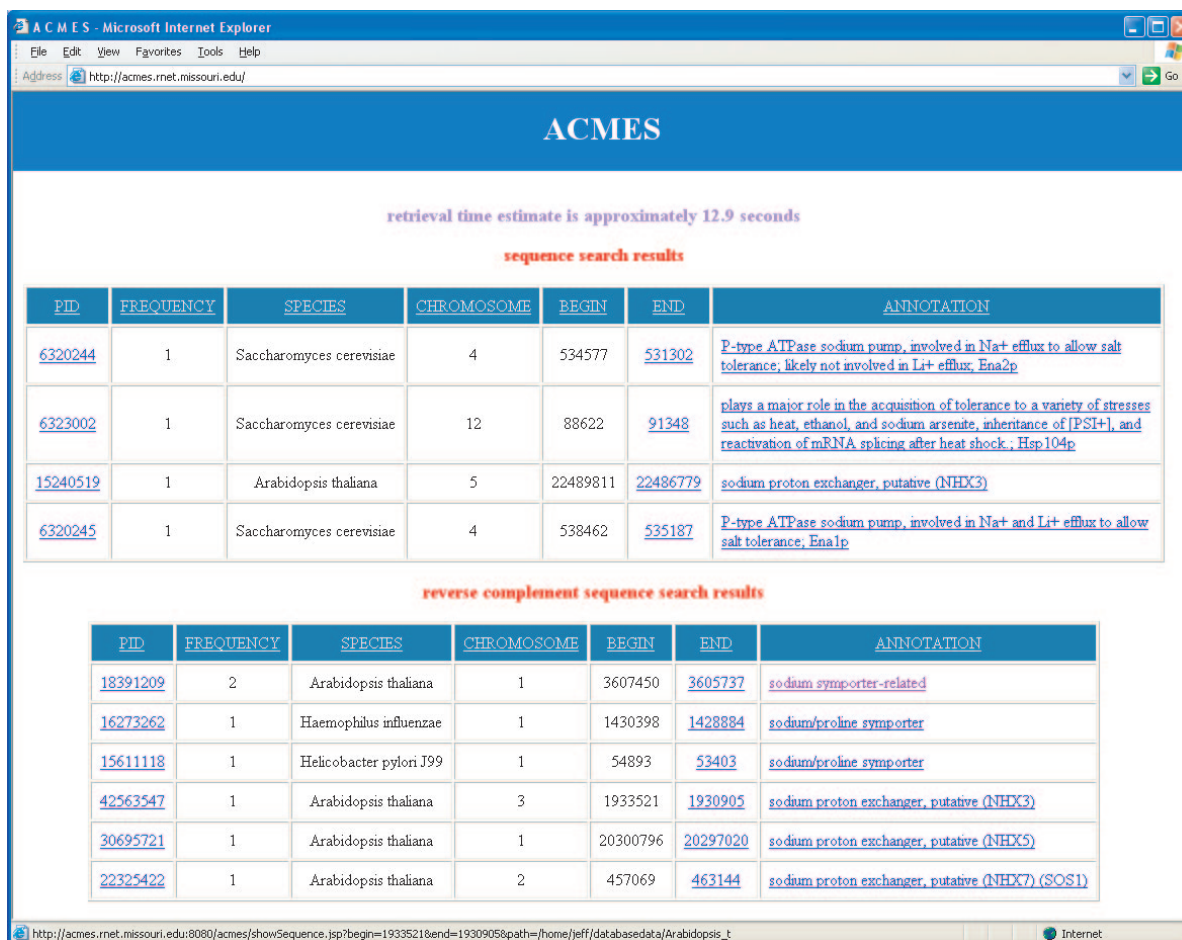 A C M E S - Microsoft Internet Explorer
File Edit View Favorites Tools Help
Address http://acmes.rnet.missouri.edu/ Go
ACMES
retrieval time estimate is approximately 12.9 seconds
sequence search results
PID FREQUENCY SPECIES CHROMOSOME BEGIN END ANNOTATION
6320244 1 Saccharomyces cerevisiae 4 534577 531302 P-type ATPase sodium pump, involved in Na+ efflux to allow salt
tolerance; likely not involved in Li+ efflux; Ena2p
6323002 1 Saccharomyces cerevisiae 12 88622 91348 plays a major role in the acquisition of tolerance to a variety of stresses
such as heat, ethanol, and sodium arsenite, inheritance of [PSI+], and
reactivation of mRNA splicing after heat shock.; Hsp104p
15240519 1 Arabidopsis thaliana 5 22489811 22486779 sodium proton exchanger, putative (NHX3)
6320245 1 Saccharomyces cerevisiae 4 538462 535187 P-type ATPase sodium pump, involved in Na+ and Li+ efflux to allow
salt tolerance; Ena1p
reverse complement sequence search results
PID FREQUENCY SPECIES CHROMOSOME BEGIN END ANNOTATION
18391209 2 Arabidopsis thaliana 1 3607450 3605737 sodium symporter-related
16273262 1 Haemophilus influenzae 1 1430398 1428884 sodium/proline symporter
15611118 1 Helicobacter pylori J99 1 54893 53403 sodium/proline symporter
42563547 1 Arabidopsis thaliana 3 1933521 1930905 sodium proton exchanger, putative (NHX3)
30695721 1 Arabidopsis thaliana 1 20300796 20297020 sodium proton exchanger, putative (NHX5)
22325422 1 Arabidopsis thaliana 2 457069 463144 sodium proton exchanger, putative (NHX7) (SOS1)
http://acmes.rnet.missouri.edu:8080/acmes/showSequence.jsp?begin=1933521&end=1930905&path=/home/jeff/databasedata/Arabidopsis_t Internet